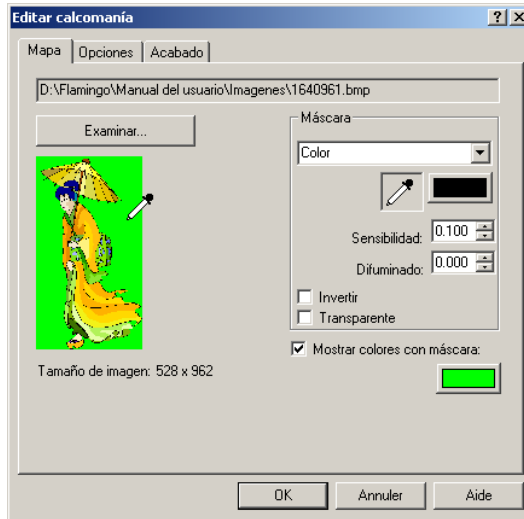 Editar calcomanía
Mapa Opciones Acabado
D:\Flamingo\Manual del usuario\Imagenes\1640961.bmp
Examinar...
Máscara
Color
Sensibilidad: 0.100
Difuminado: 0.000
Invertir
Transparente
Mostrar colores con máscara:
Tamaño de imagen: 528 x 962
OK Annuler Aide